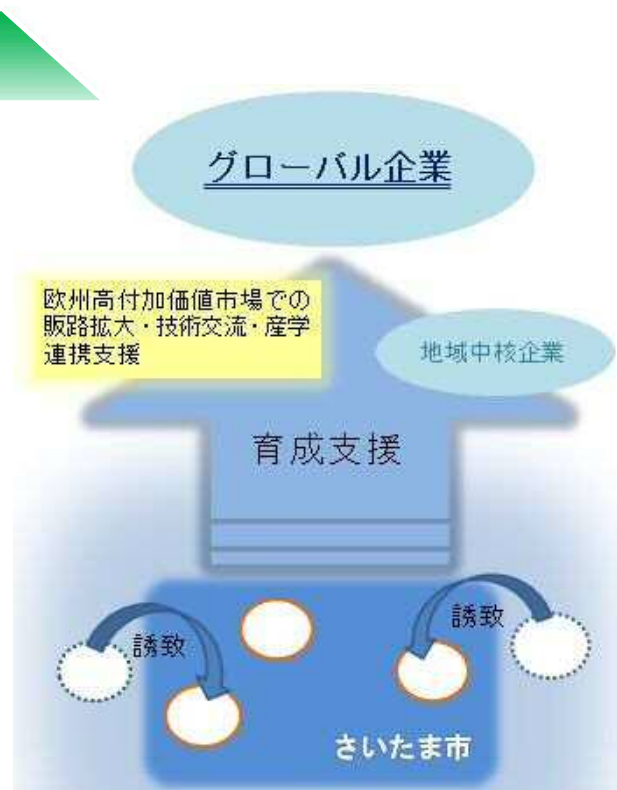 グローバル企業
欧州高付加価値市場での
販路拡大・技術交流・産学
連携支援
地域中核企業
育成支援
誘致
誘致
さいたま市